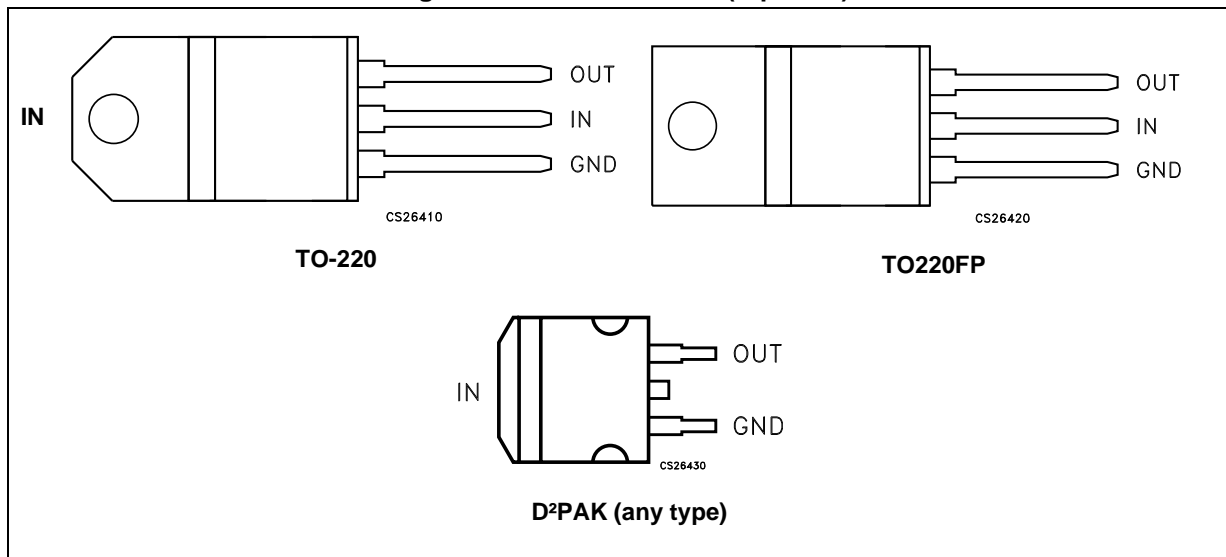 OUT
IN
IN
GND
CS26410
TO-220
OUT
IN
GND
CS26420
TO220FP
OUT
IN
GND
CS26430
D²PAK (any type)